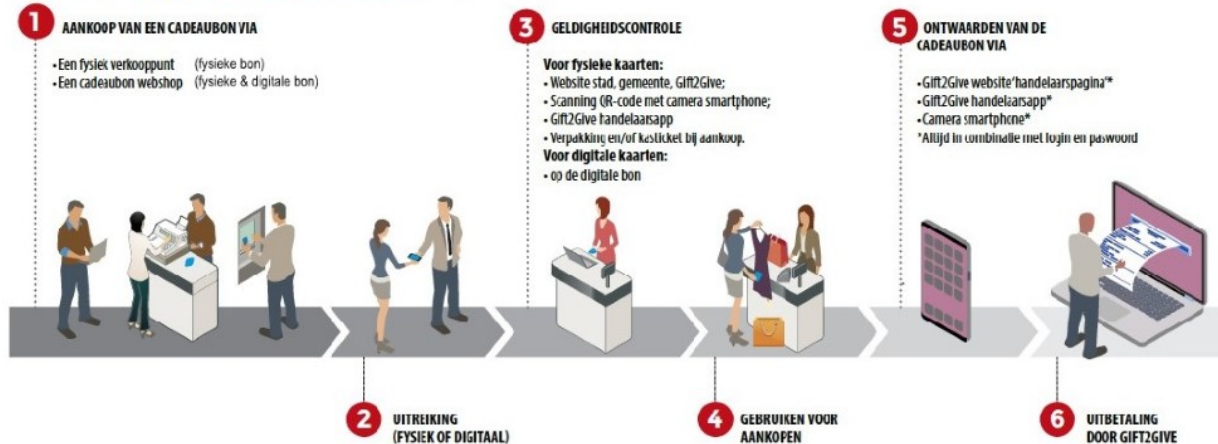 1
AANKOOP VAN EEN CADEAUBON VIA
• Een fysiek verkooppunt (fysieke bon)
• Een cadeaubon webshop (fysieke & digitale bon)
2
UITREIKING
(FYSIEK OF DIGITAAL)
3
GELDIGHEIDSCONTROLE
Voor fysieke kaarten:
• Website stad, gemeente, Gift2Give;
• Scanning QR-code met camera smartphone;
• Gift2Give handelaarsapp
• Verpakking en/of kasticket bij aankoop.
Voor digitale kaarten:
• op de digitale bon
4
GEBRUIKEN VOOR
AANKOPEN
5
ONTWAARDEN VAN DE
CADEAUBON VIA
• Gift2Give website'handelaarspagina'*
• Gift2Give handelaarsapp*
• Camera smartphone*
*Altijd in combinatie met login en paswoord
6
UITBETALING
DOOR GIFT2GIVE